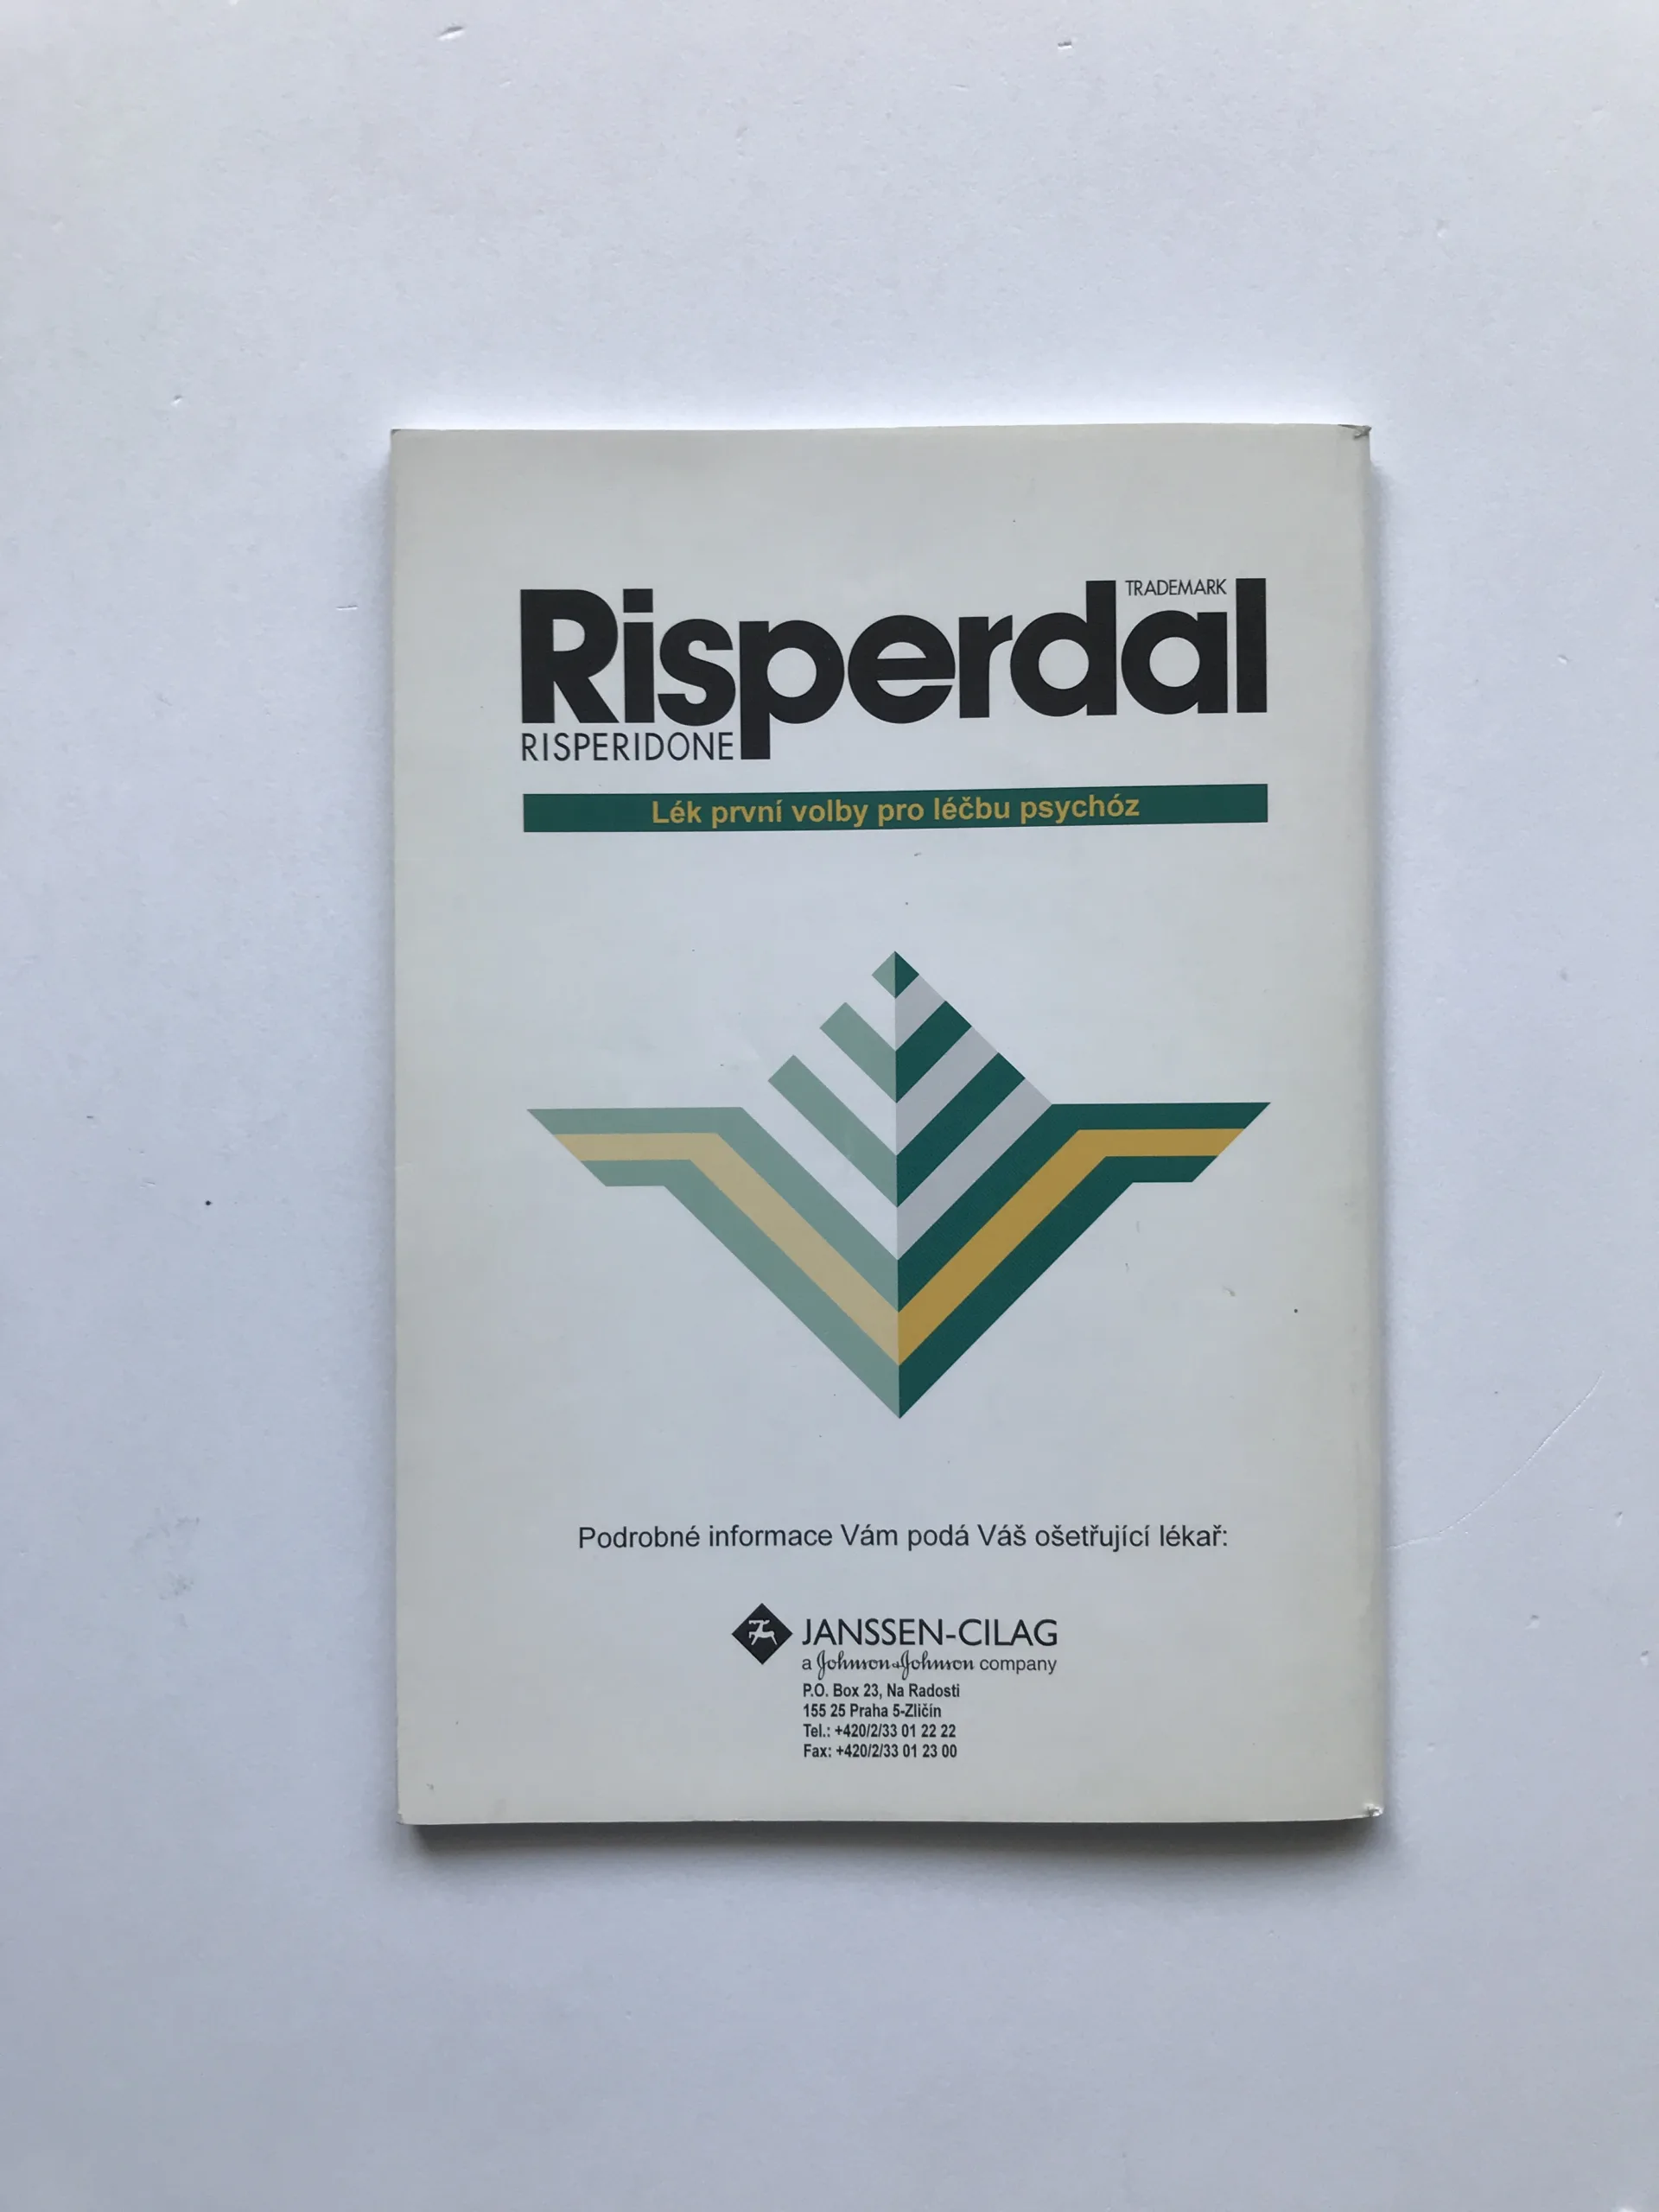 Risperdal
TRADEMARK
RISPERIDONE
Lék první volby pro léčbu psychóz
Podrobné informace Vám podá Váš ošetřující lékař:
JANSSEN-CILAG
a Johnson&Johnson company
P.O. Box 23, Na Radosti
155 25 Praha 5-Zličín
Tel.: +420/2/33 01 22 22
Fax: +420/2/33 01 23 00